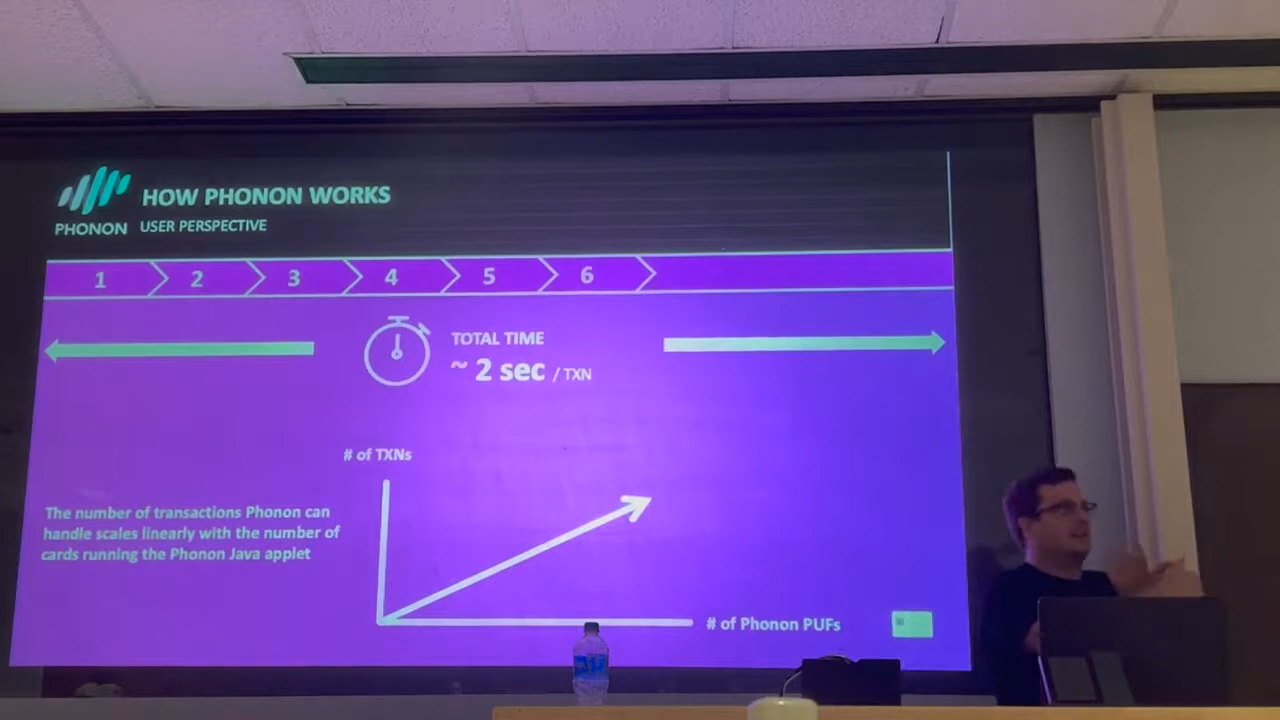 HOW PHONON WORKS
PHONON
USER PERSPECTIVE
1 2 3 4 5 6
TOTAL TIME
~ 2 sec / TXN
# of TXNs
The number of transactions Phonon can
handle scales linearly with the number of
cards running the Phonon Java applet
# of Phonon PUFs